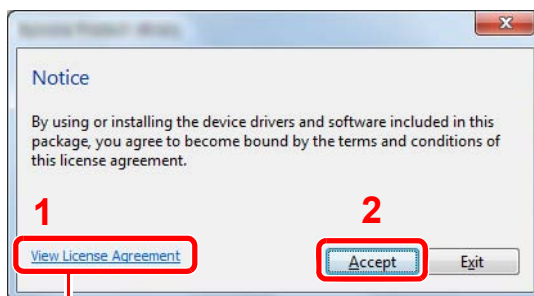 Notice
By using or installing the device drivers and software included in this
package, you agree to become bound by the terms and conditions of
this license agreement.
1
2
View License Agreement
Accept
Exit